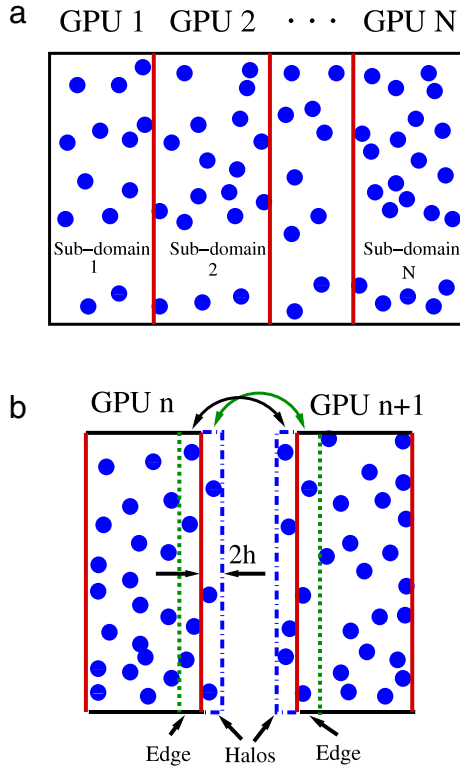 a
GPU 1 GPU 2 · · · GPU N
Sub–domain
1
Sub–domain
2
Sub–domain
N
b
GPU n
GPU n+1
2h
Edge
Halos
Edge